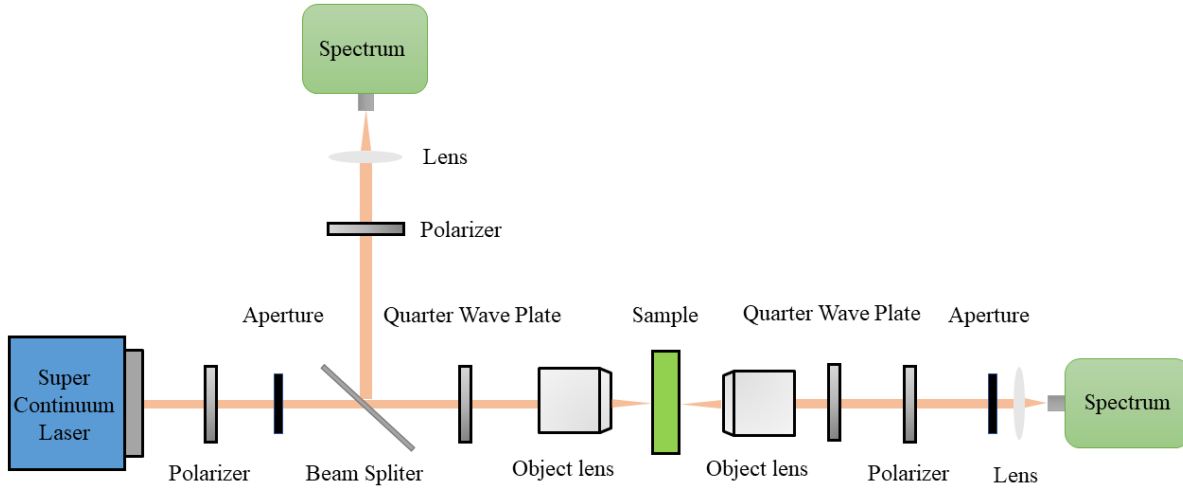 Spectrum
Lens
Polarizer
Aperture
Quarter Wave Plate
Sample
Quarter Wave Plate
Aperture
Super
Continuum
Laser
Spectrum
Polarizer
Beam Spliter
Object lens
Object lens
Polarizer
Lens